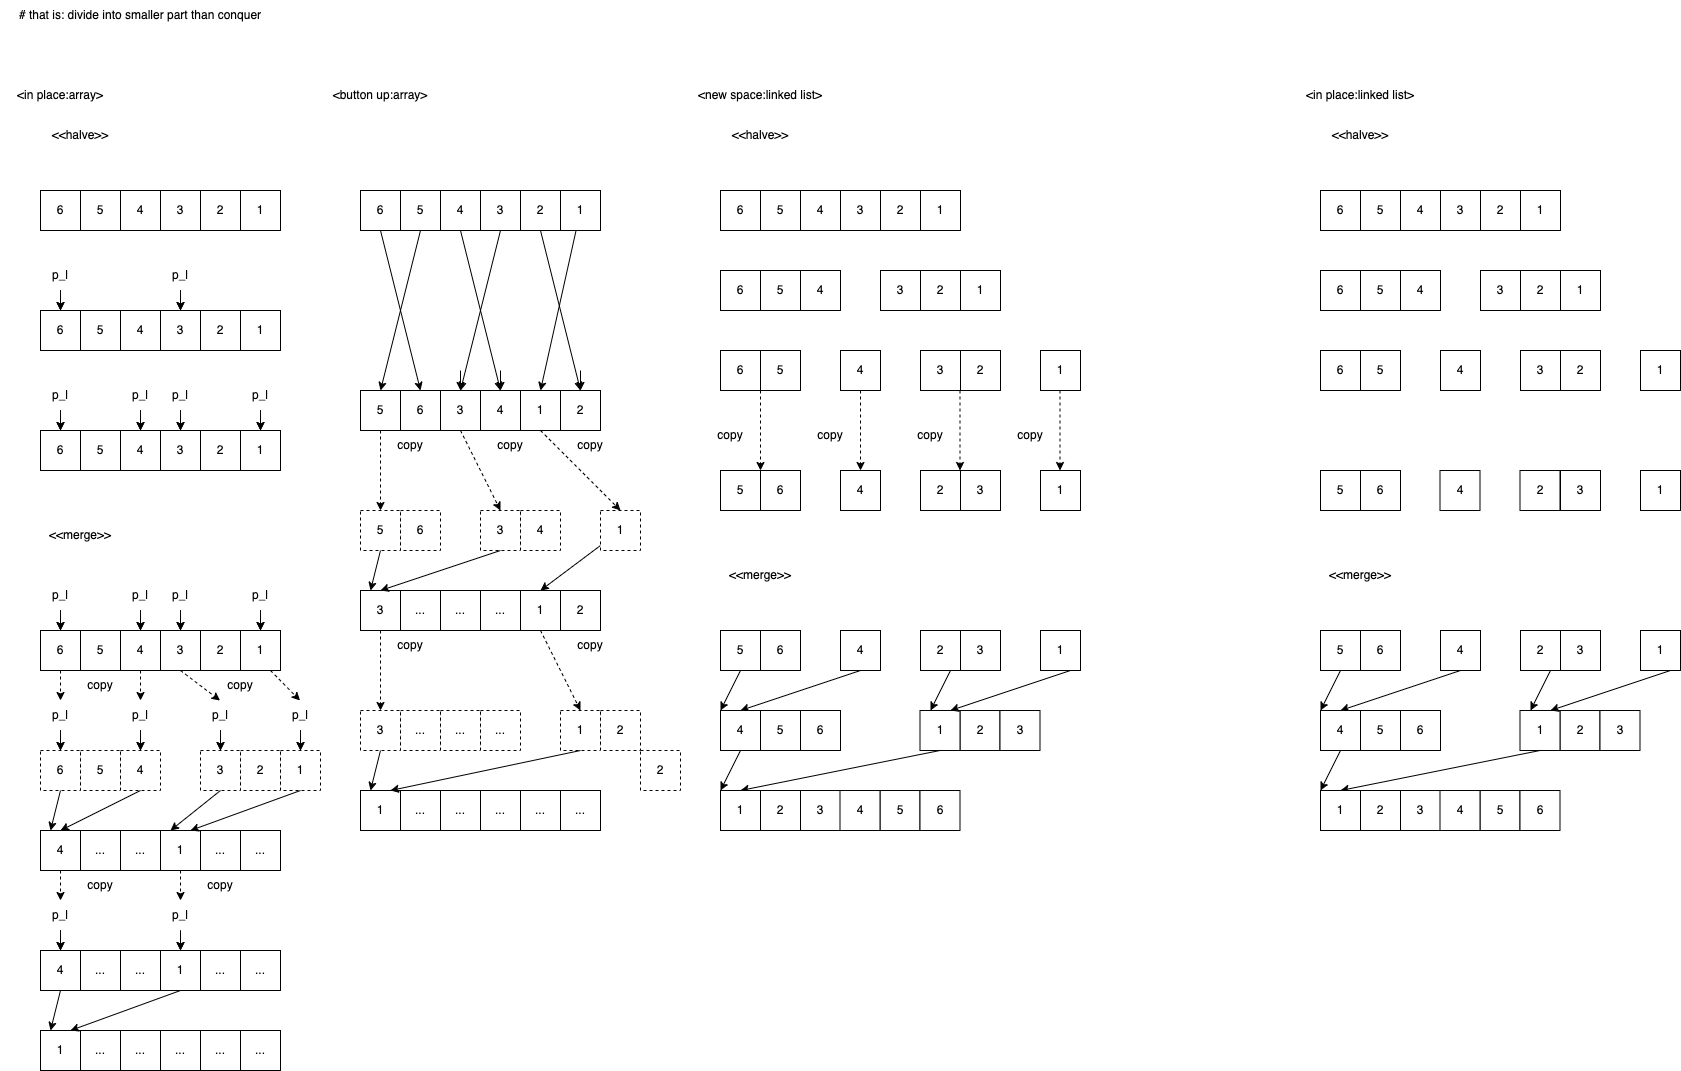 # that is: divide into smaller part than conquer
<in place:array>
<<halve>>
6 5 4 3 2 1
p_l p_l
6 5 4 3 2 1
p_l p_l p_l p_l
6 5 4 3 2 1
<<merge>>
p_l p_l p_l p_l
6 5 4 3 2 1
copy copy
p_l p_l p_l p_l
6 5 4 3 2 1
4 ... ... 1 ... ...
copy copy
p_l p_l
4 ... ... 1 ... ...
1 ... ... ... ... ...
<button up:array>
6 5 4 3 2 1
5 6 3 4 1 2
copy copy copy
5 6 3 4 1
3 ... ... ... 1 2
copy copy
3 ... ... ... 1 2
2
1 ... ... ... ... ...
<new space:linked list>
<<halve>>
6 5 4 3 2 1
6 5 4 3 2 1
6 5 4 3 2 1
copy copy copy copy
5 6 4 2 3 1
<<merge>>
5 6 4 2 3 1
4 5 6 1 2 3
1 2 3 4 5 6
<in place:linked list>
<<halve>>
6 5 4 3 2 1
6 5 4 3 2 1
6 5 4 3 2 1
5 6 4 2 3 1
<<merge>>
5 6 4 2 3 1
4 5 6 1 2 3
1 2 3 4 5 6